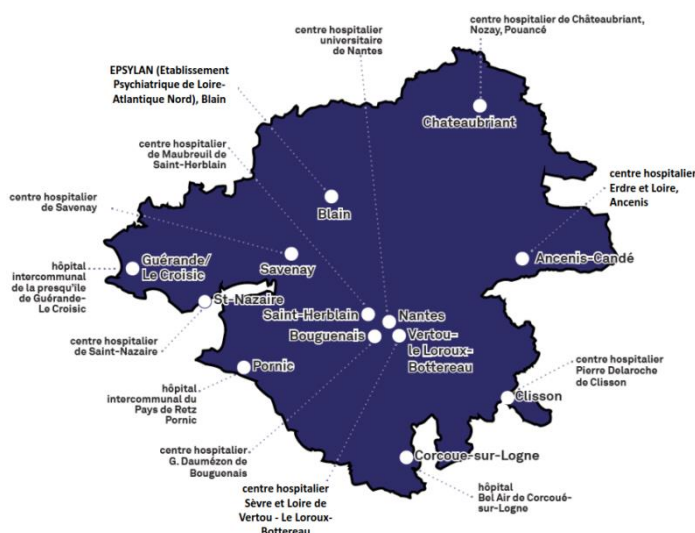 centre hospitalier
universitaire
de Nantes
centre hospitalier de Châteaubriant,
Nozay, Pouancé
EPSYLAN (Etablissement
Psychiatrique de Loire-
Atlantique Nord), Blain
Chateaubriant
centre hospitalier
de Maubreuil de
Saint-Herblain
centre hospitalier
Erdre et Loire,
Ancenis
centre hospitalier
de Savenay
Blain
Guérande/
Le Croisic
Savenay
Ancenis-Candé
hôpital
intercommunal
de la presqu'île
de Guérande-
Le Croisic
St-Nazaire
Saint-Herblain
Nantes
Bouguenais
Vertou-
le Loroux-
Bottereau
centre hospitalier
de Saint-Nazaire
Pornic
centre hospitalier
Pierre Delaroche
de Clisson
hôpital
intercommunal du
Pays de Retz
Pornic
Clisson
centre hospitalier
G. Daumézon de
Bouguenais
Corcoue-sur-Logne
centre hospitalier
Sèvre et Loire de
Vertou - Le Loroux-
Bottereau
hôpital
Bel Air de Corcoué-
sur-Logne